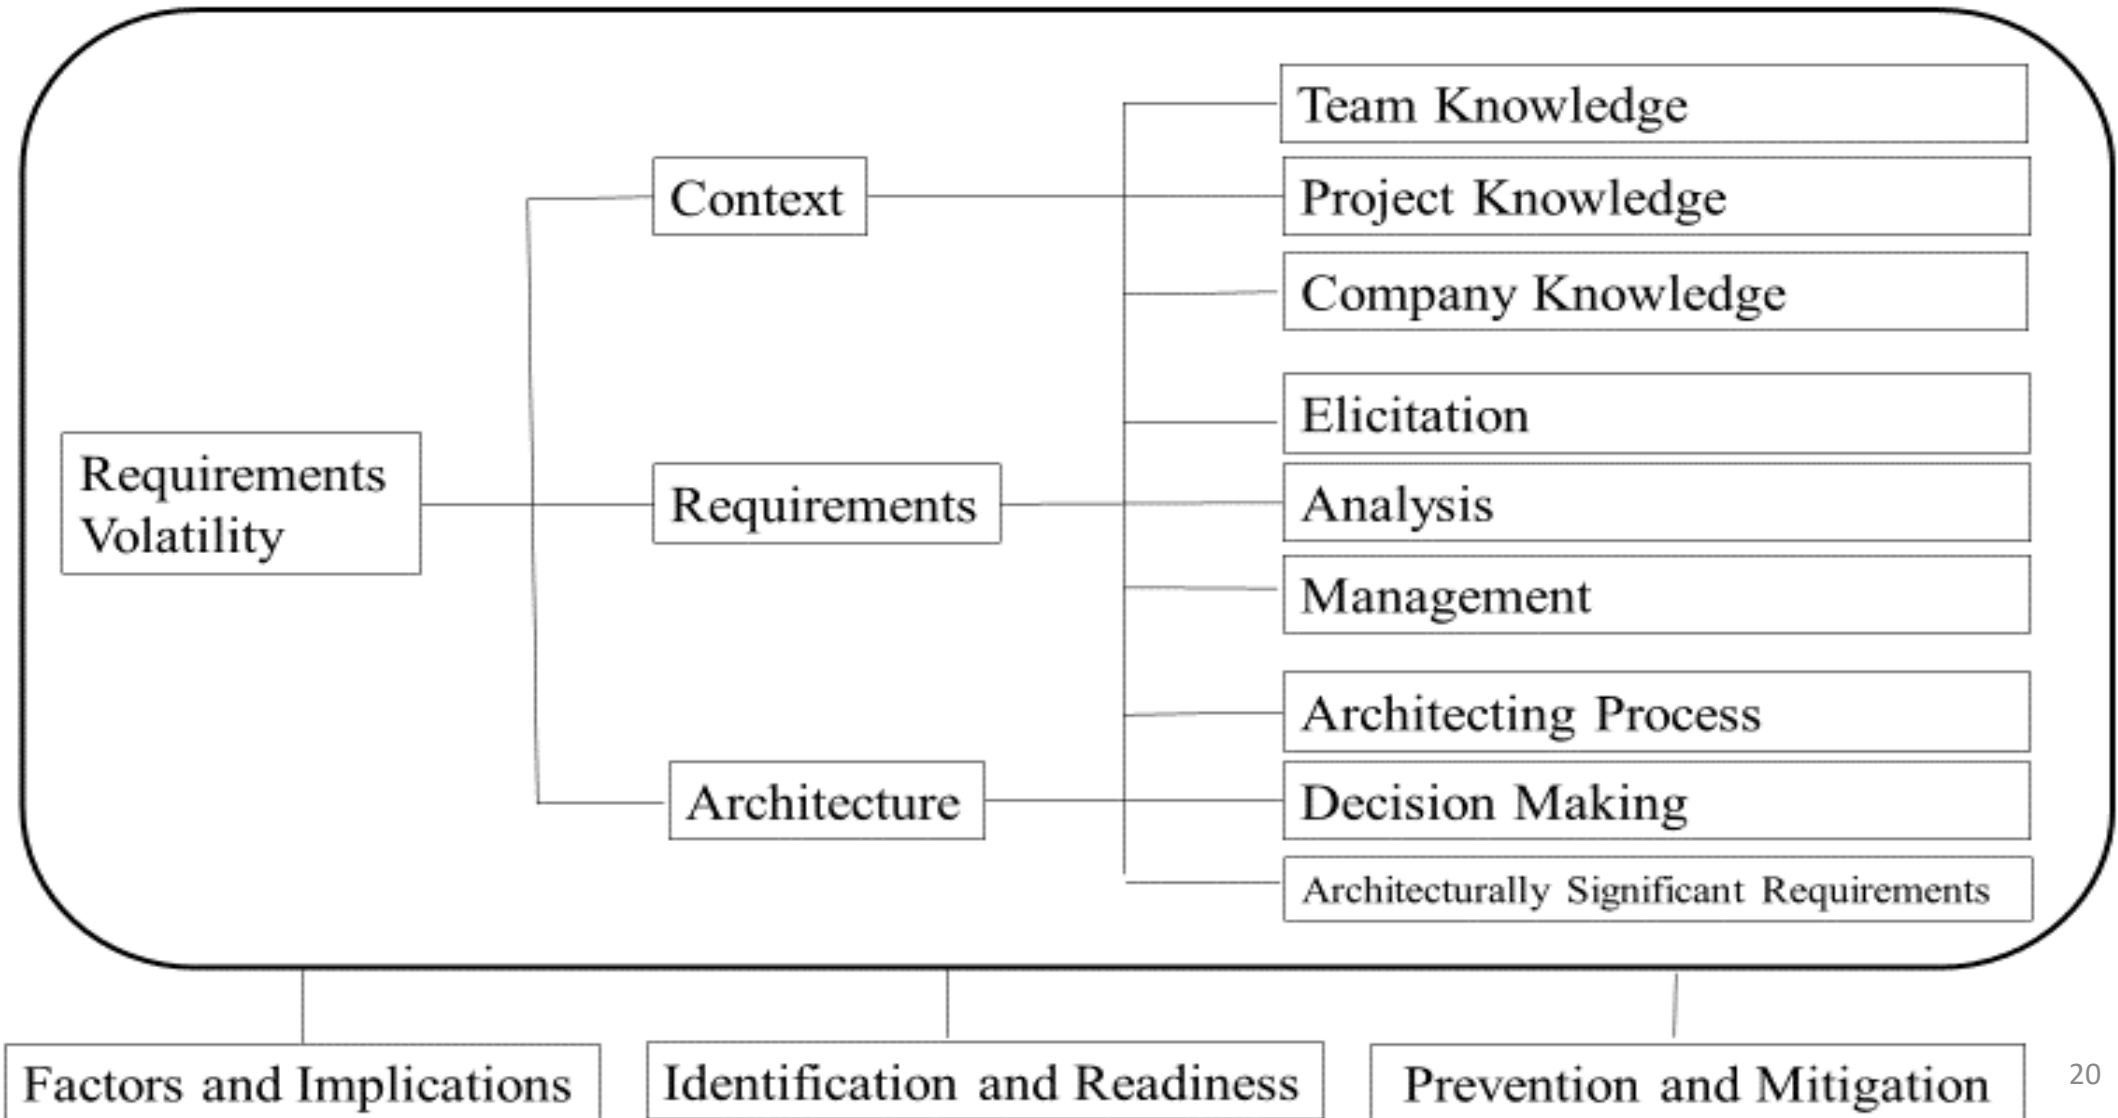 Team Knowledge
Context
Project Knowledge
Company Knowledge
Elicitation
Requirements
Volatility
Requirements
Analysis
Management
Architecting Process
Architecture
Decision Making
Architecturally Significant Requirements
Factors and Implications
Identification and Readiness
Prevention and Mitigation
20